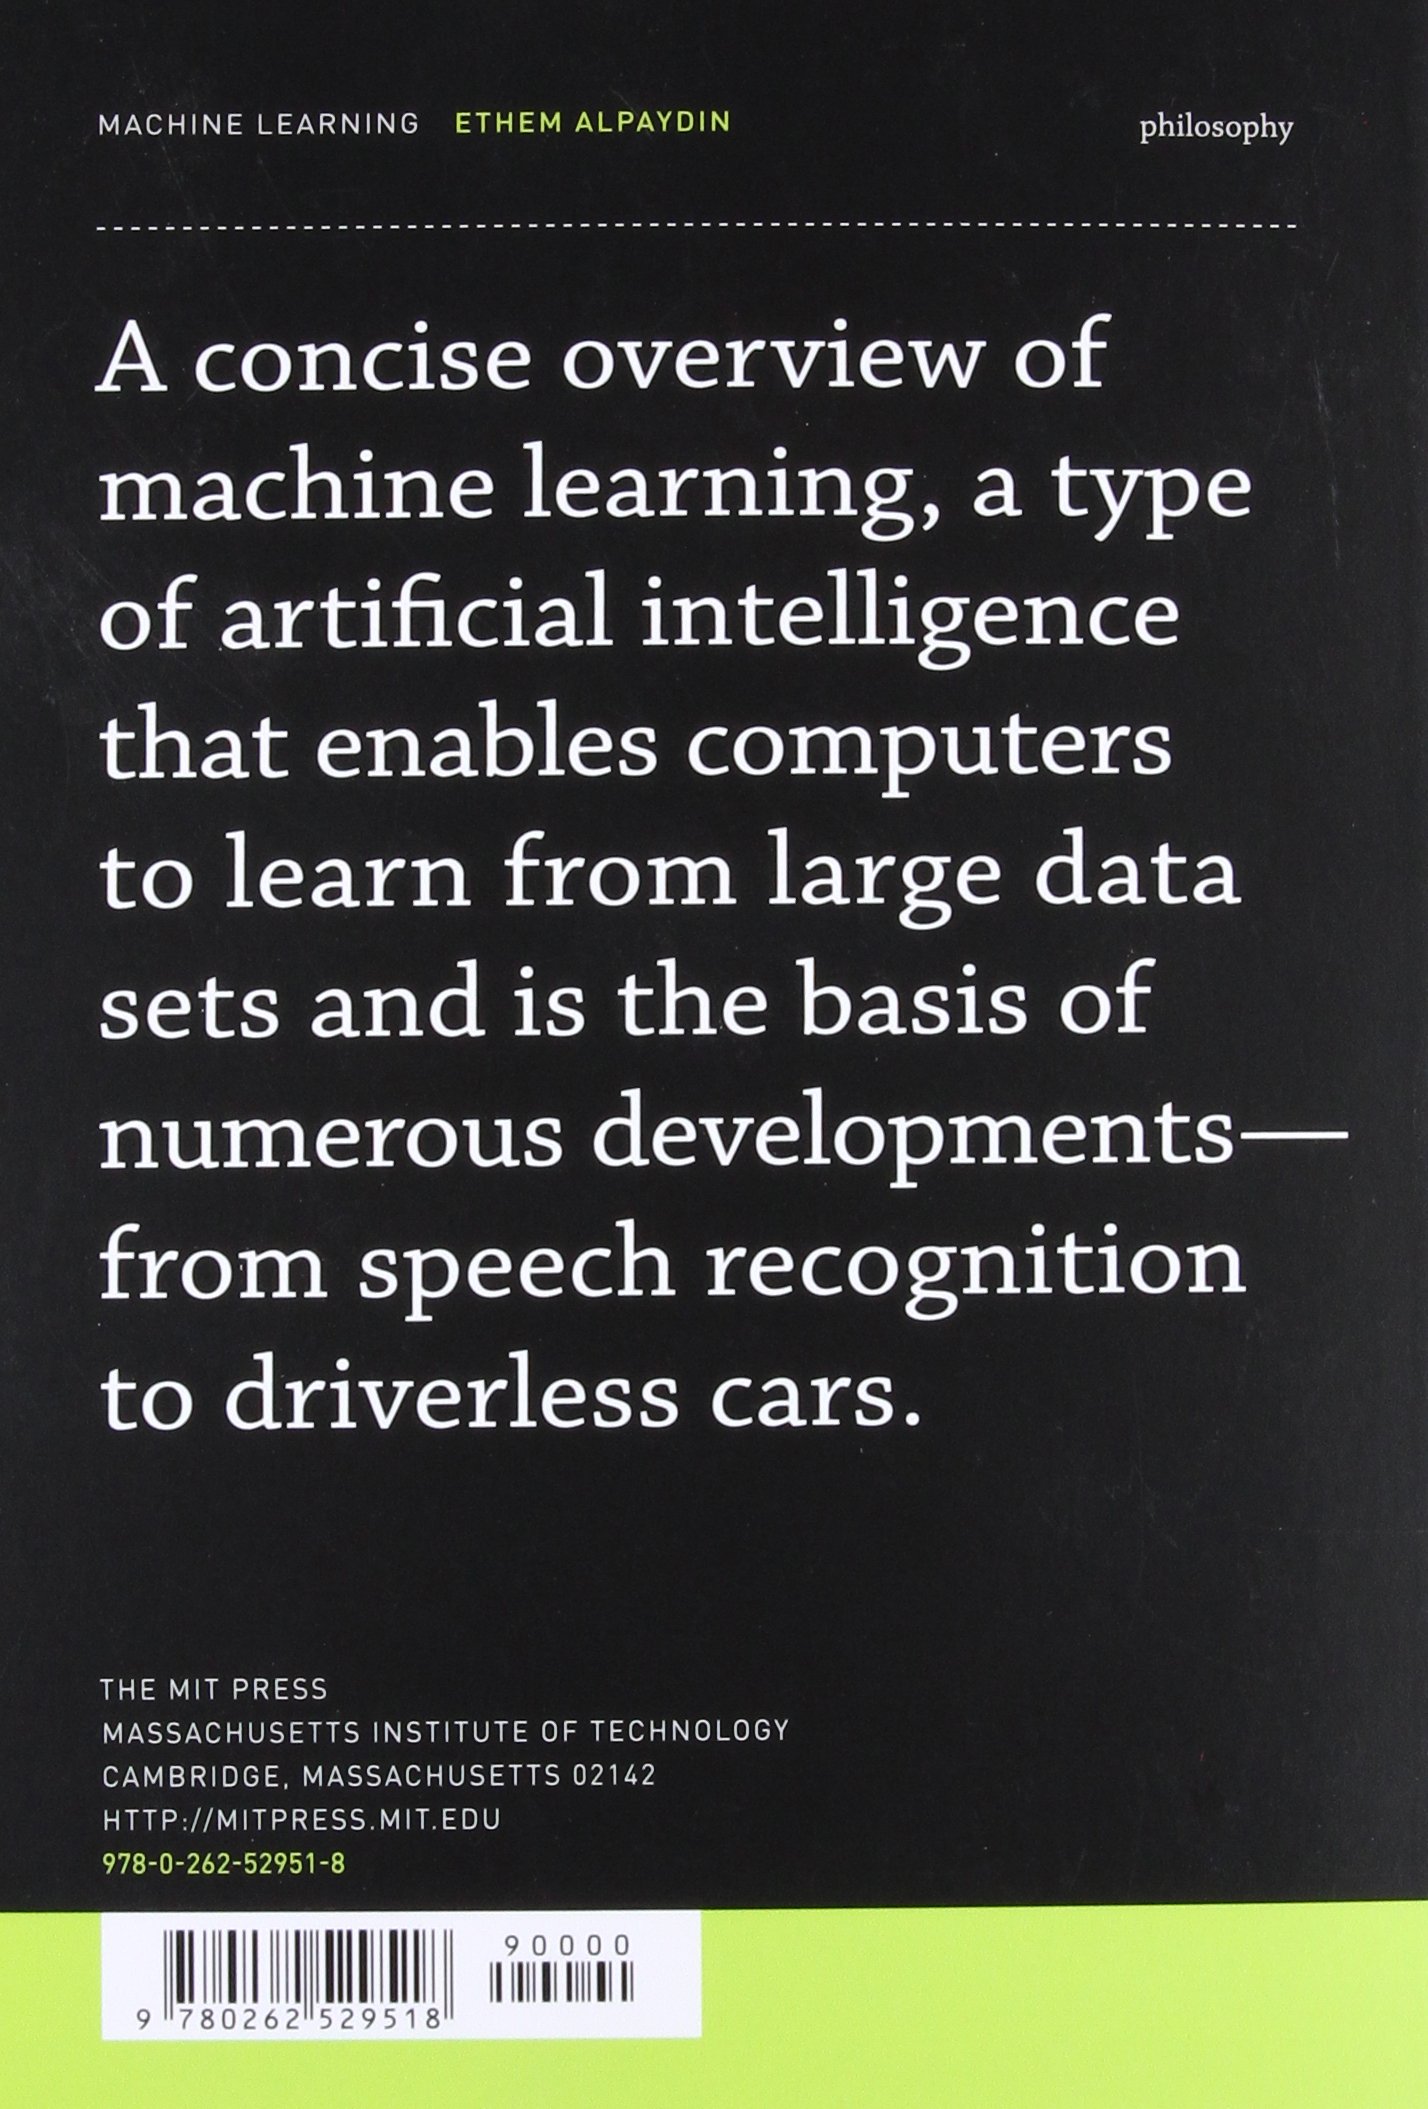 MACHINE LEARNING ETHEM ALPAYDIN philosophy
A concise overview of
machine learning, a type
of artificial intelligence
that enables computers
to learn from large data
sets and is the basis of
numerous developments—
from speech recognition
to driverless cars.
THE MIT PRESS
MASSACHUSETTS INSTITUTE OF TECHNOLOGY
CAMBRIDGE, MASSACHUSETTS 02142
HTTP://MITPRESS.MIT.EDU
978-0-262-52951-8
90000
9 780262 529518